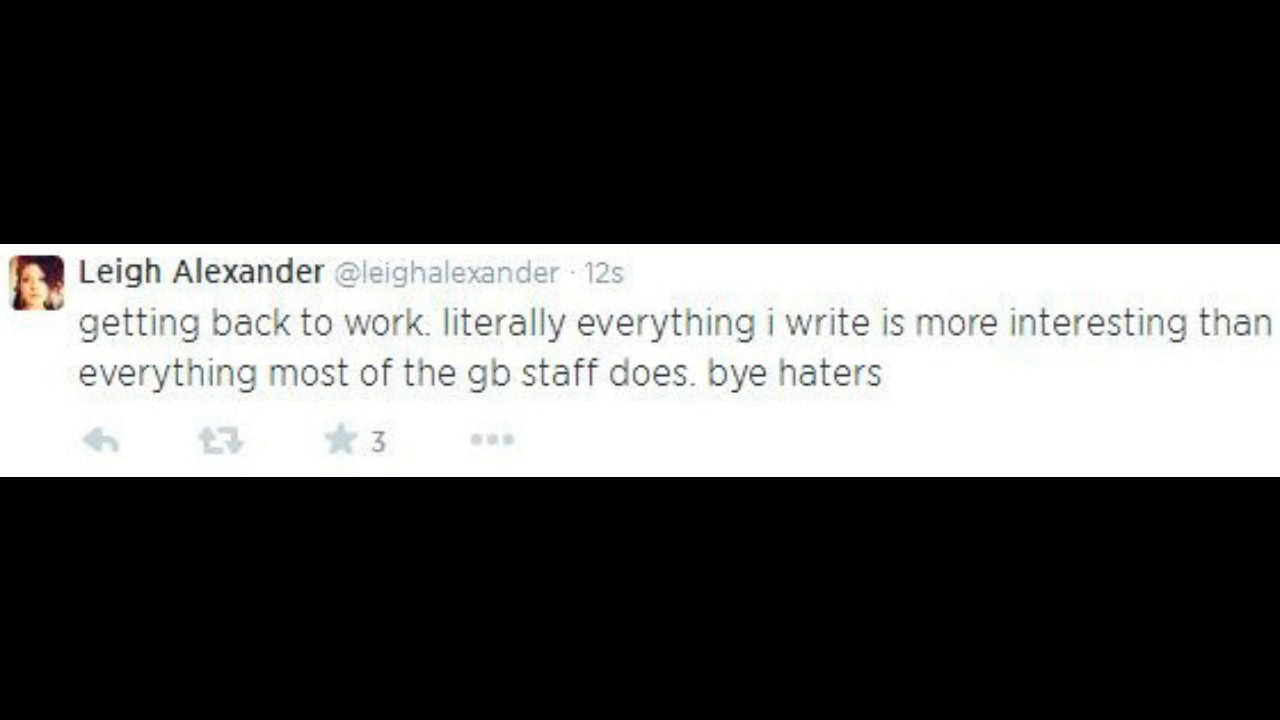 Leigh Alexander @leighalexander · 12s
getting back to work. literally everything i write is more interesting than
everything most of the gb staff does. bye haters
3